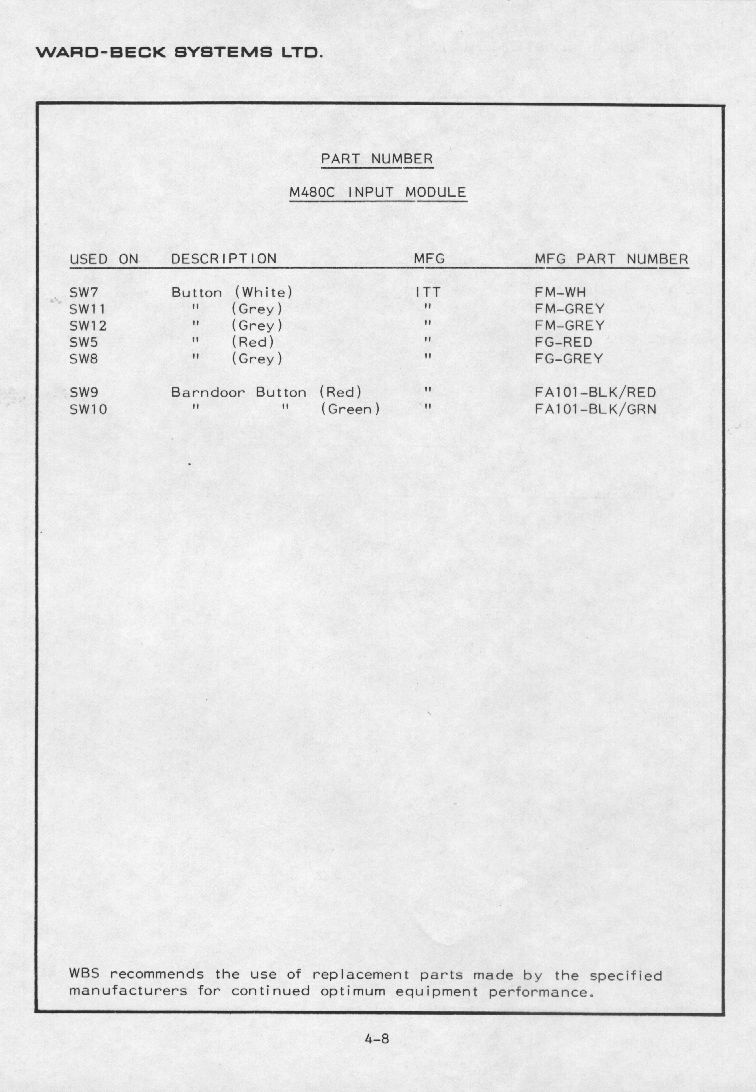 WARD-BECK SYSTEMS LTD.
PART NUMBER
M480C INPUT MODULE
USED ON DESCRIPTION MFG MFG PART NUMBER
SW7 Button (White) ITT FM-WH
SW11 " (Grey) " FM-GREY
SW12 " (Grey) " FM-GREY
SW5 " (Red) " FG-RED
SW8 " (Grey) " FG-GREY
SW9 Barndoor Button (Red) " FA101-BLK/RED
SW10 " " (Green) " FA101-BLK/GRN
WBS recommends the use of replacement parts made by the specified
manufacturers for continued optimum equipment performance.
4-8